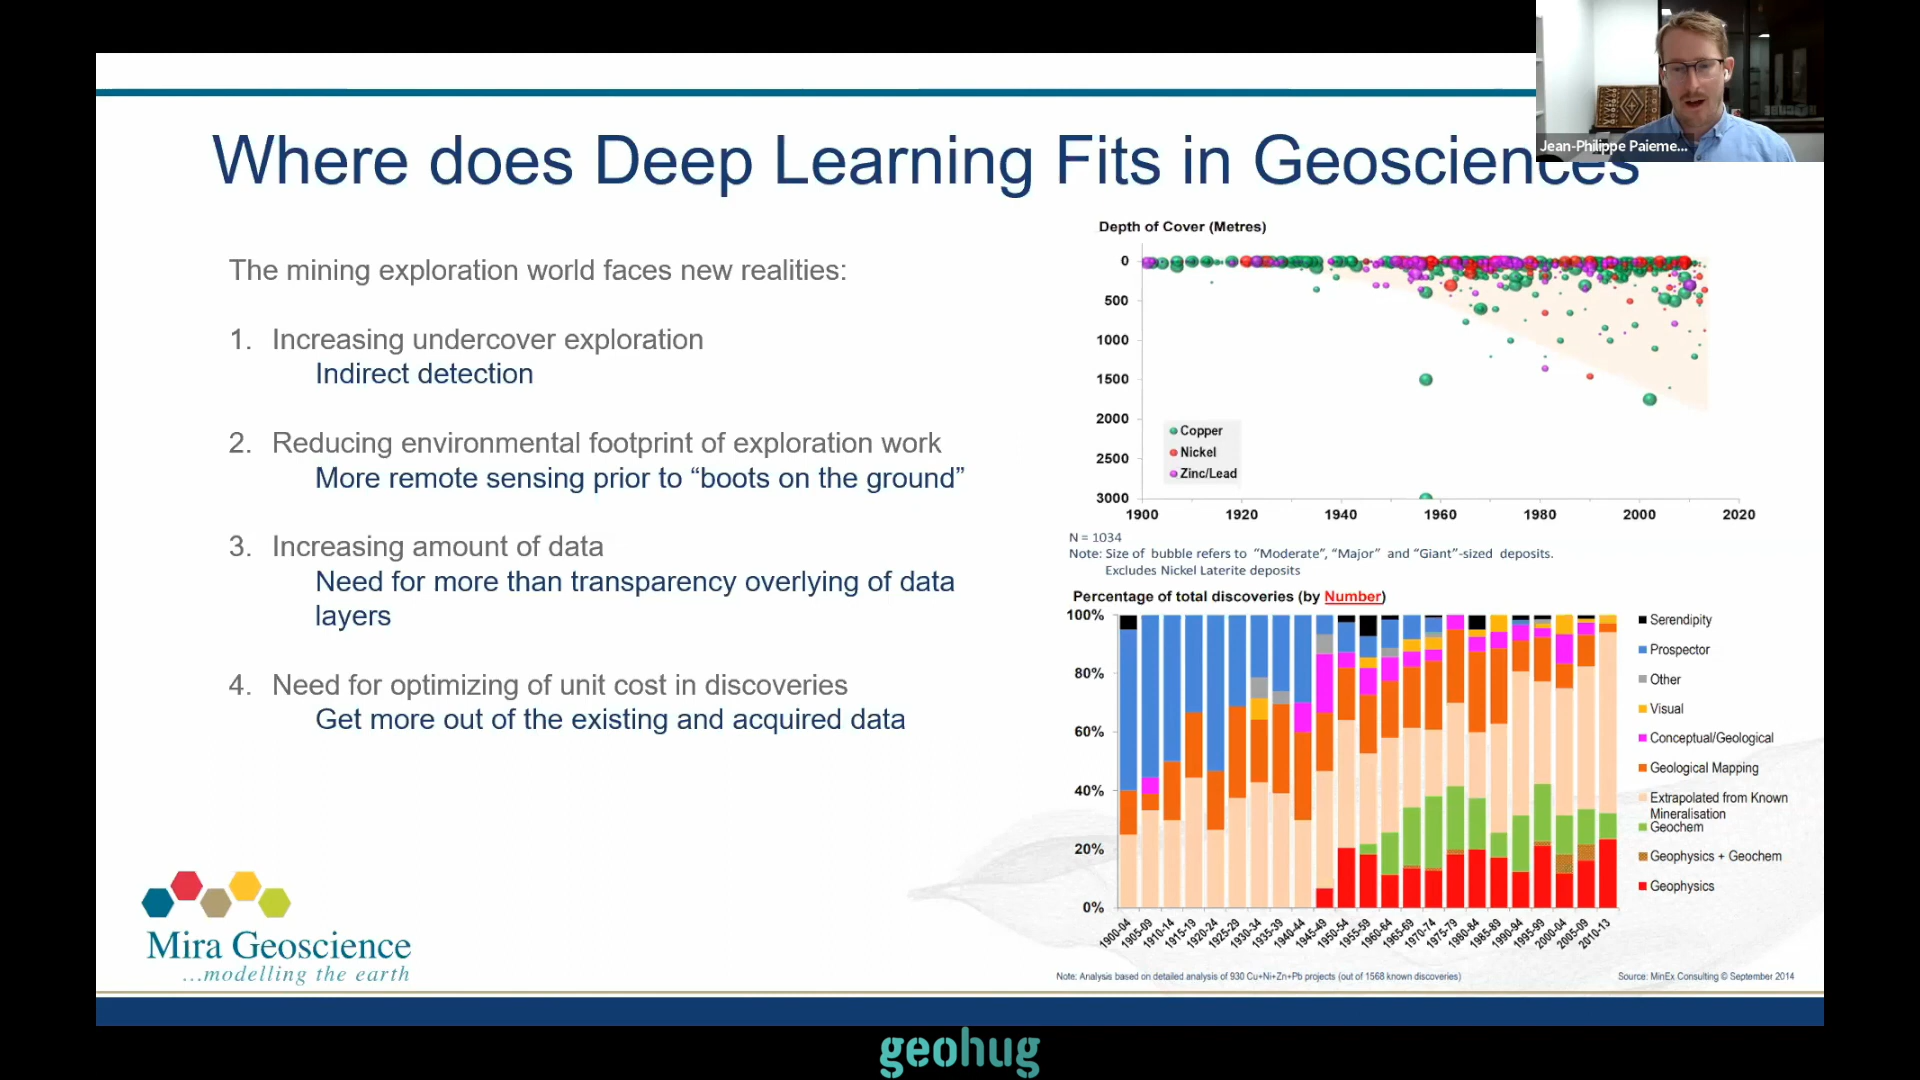 Jean-Philippe Paieme...
Where does Deep Learning Fits in Geosciences
The mining exploration world faces new realities:
1. Increasing undercover exploration
Indirect detection
2. Reducing environmental footprint of exploration work
More remote sensing prior to “boots on the ground”
3. Increasing amount of data
Need for more than transparency overlying of data
layers
4. Need for optimizing of unit cost in discoveries
Get more out of the existing and acquired data
Mira Geoscience
...modelling the earth
Depth of Cover (Metres)
0
500
1000
1500
2000
2500
3000
Copper
Nickel
Zinc/Lead
1900 1920 1940 1960 1980 2000 2020
N = 1034
Note: Size of bubble refers to “Moderate”, “Major” and “Giant”-sized deposits.
Excludes Nickel Laterite deposits
Percentage of total discoveries (by Number)
100%
80%
60%
40%
20%
0%
1900-04 1905-09 1910-14 1915-19 1920-24 1925-29 1930-34 1935-39 1940-44 1945-49 1950-54 1955-59 1960-64 1965-69 1970-74 1975-79 1980-84 1985-89 1990-94 1995-99 2000-04 2005-09 2010-13
Serendipity
Prospector
Other
Visual
Conceptual/Geological
Geological Mapping
Extrapolated from Known
Mineralisation
Geochem
Geophysics + Geochem
Geophysics
Note: Analysis based on detailed analysis of 930 Cu+Ni+Zn+Pb projects (out of 1568 known discoveries)
Source: MinEx Consulting © September 2014
geohug